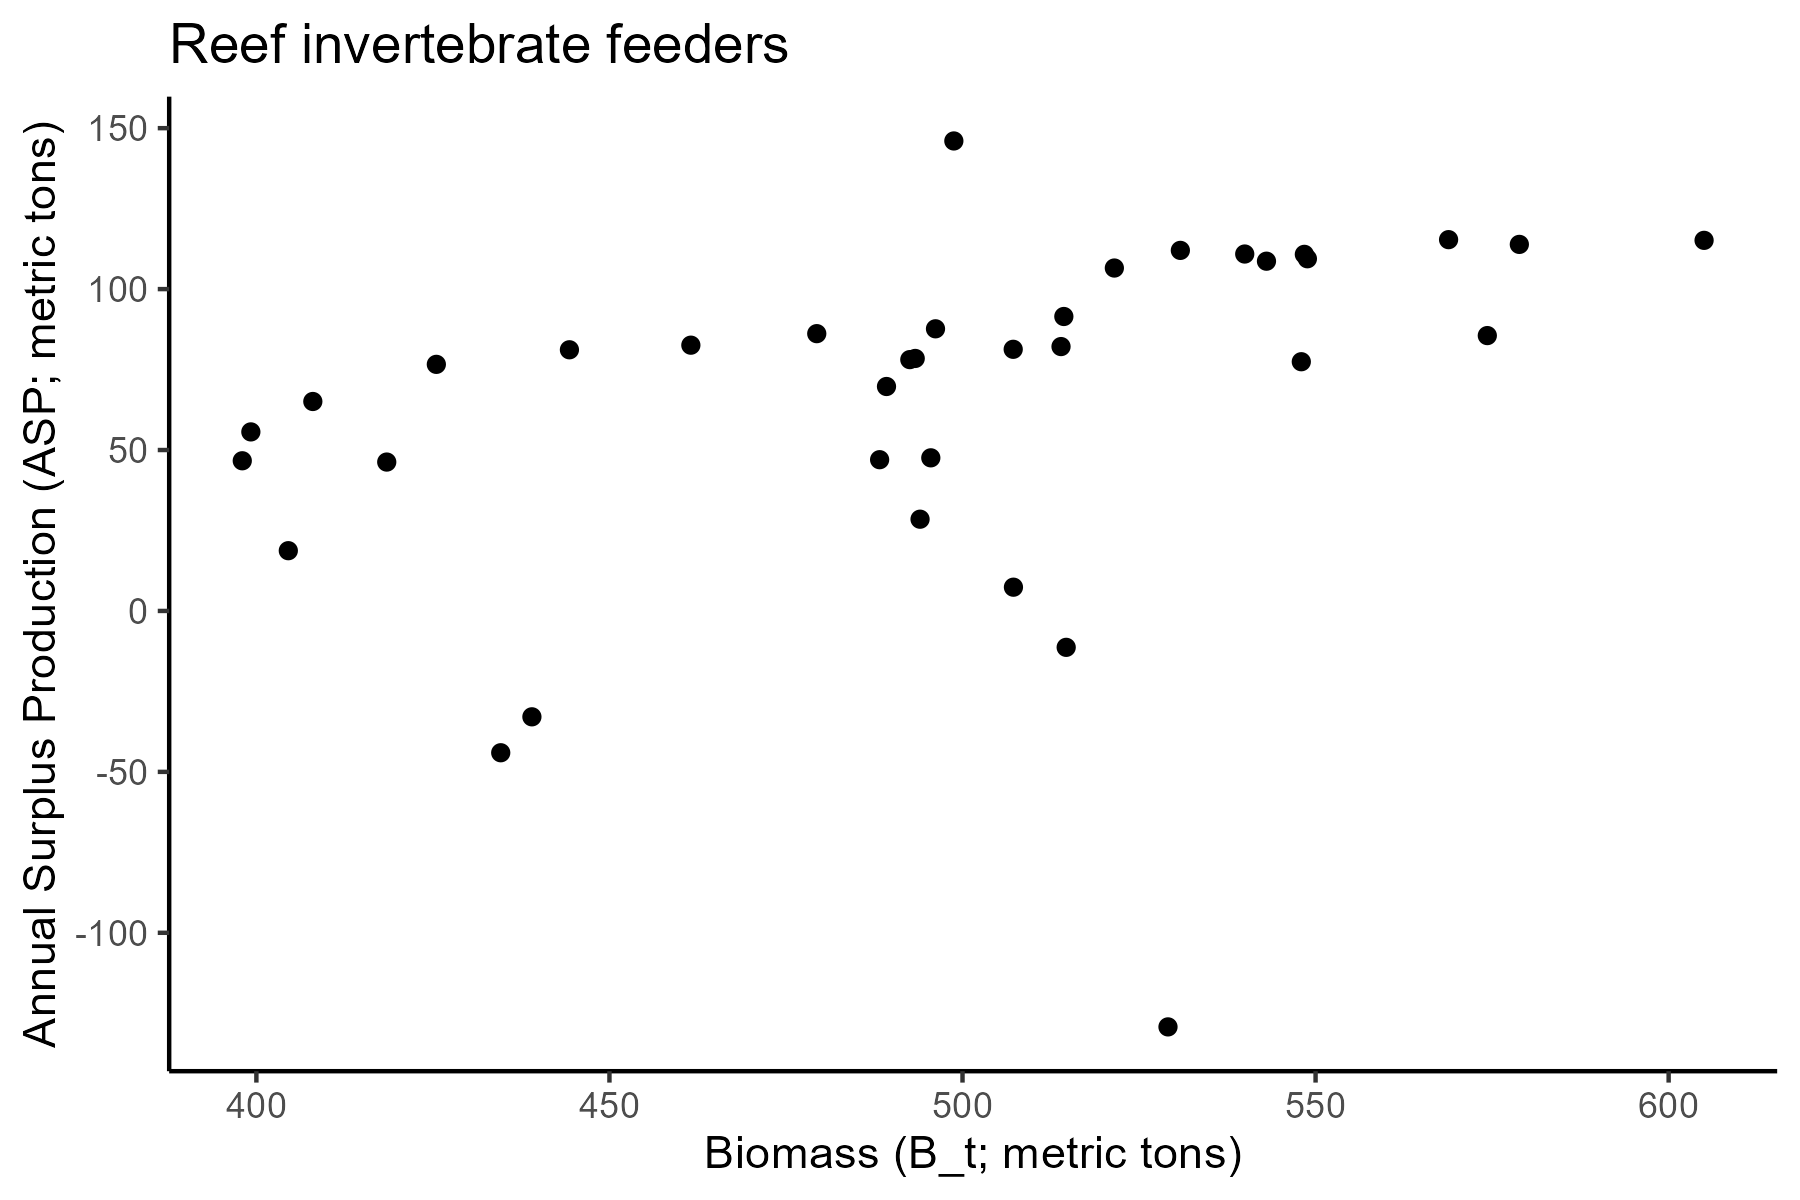 Reef invertebrate feeders
Annual Surplus Production (ASP; metric tons)
150
100
50
0
-50
-100
400 450 500 550 600
Biomass (B_t; metric tons)